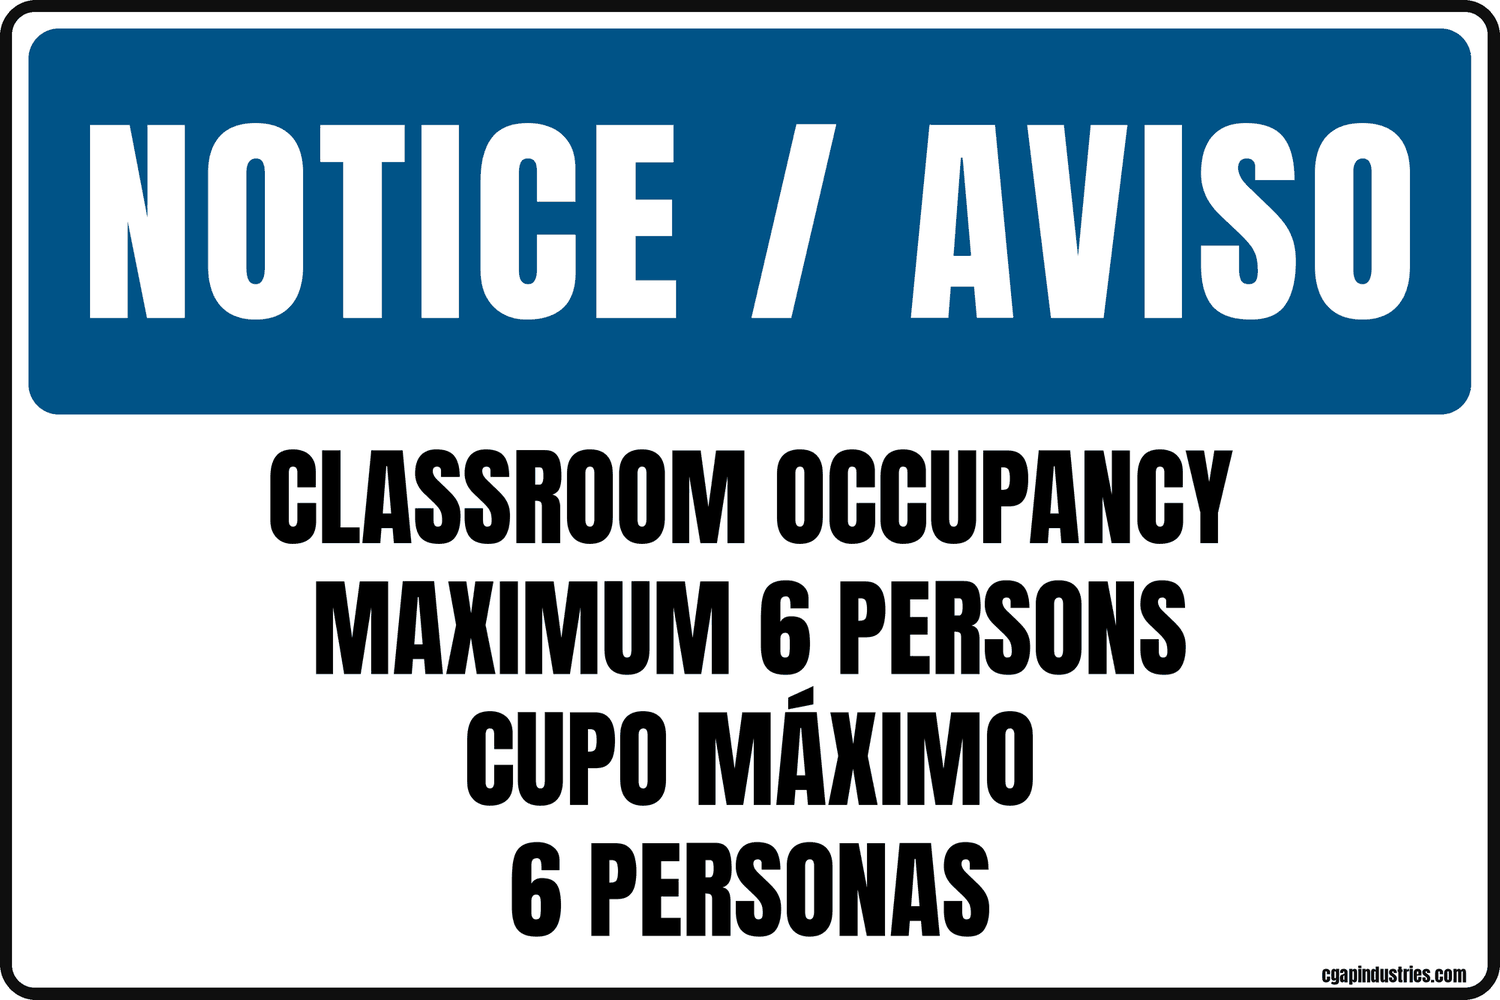 NOTICE / AVISO
CLASSROOM OCCUPANCY
MAXIMUM 6 PERSONS
CUPO MÁXIMO
6 PERSONAS
cgapindustries.com